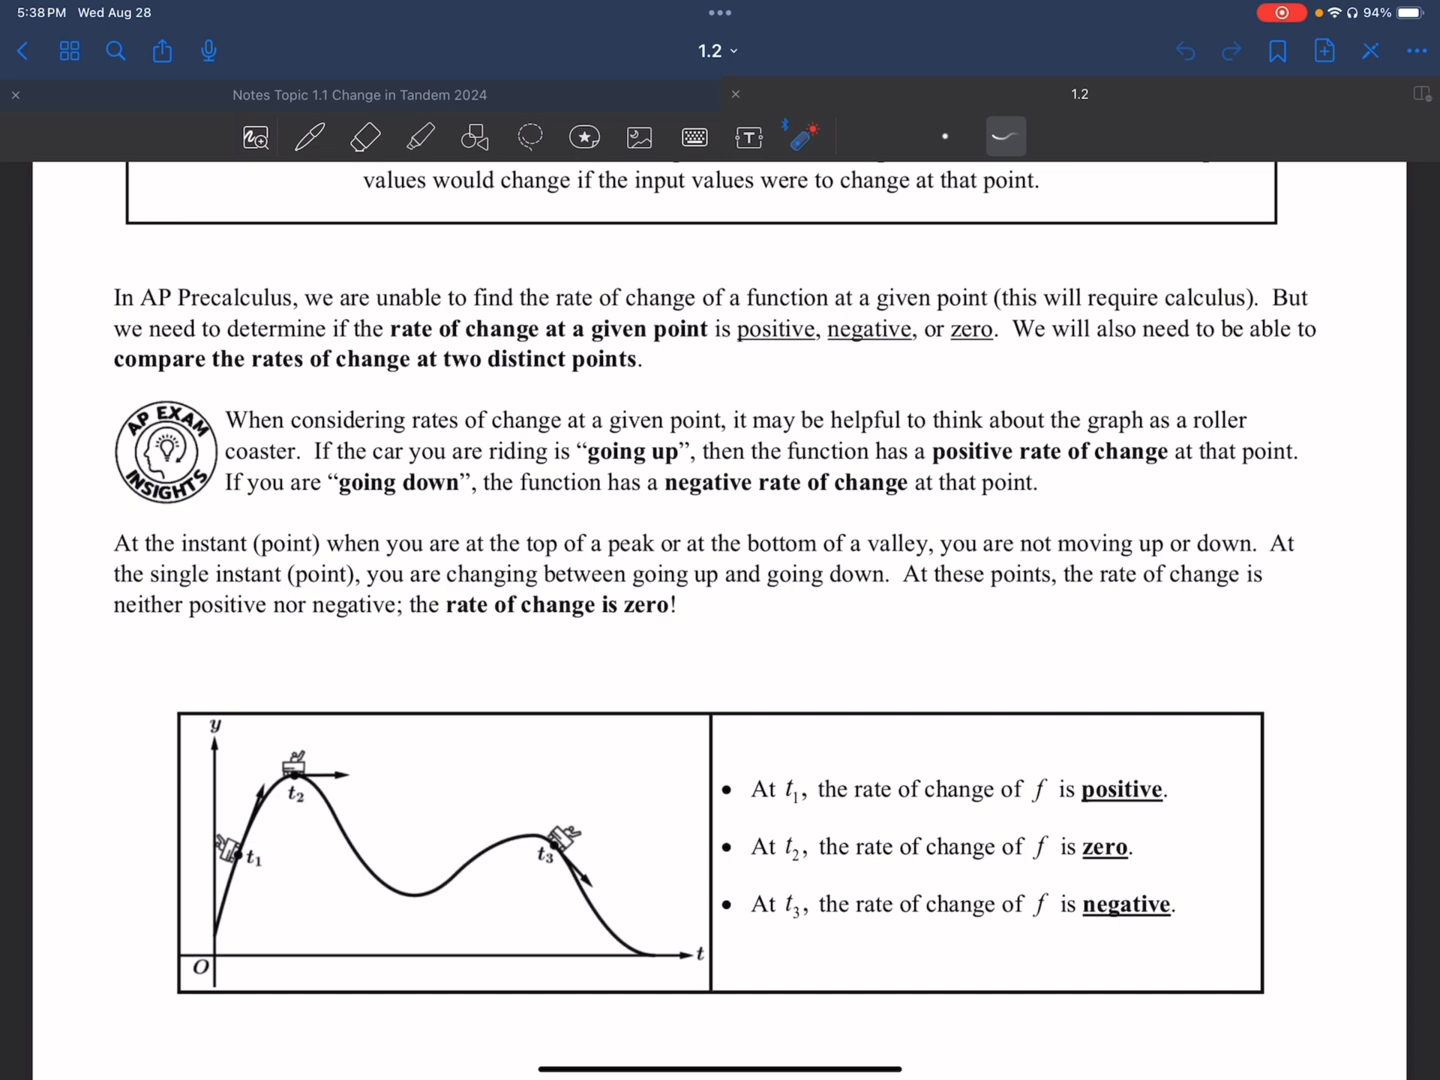 5:38 PM Wed Aug 28
94%
1.2
Notes Topic 1.1 Change in Tandem 2024
1.2
values would change if the input values were to change at that point.
In AP Precalculus, we are unable to find the rate of change of a function at a given point (this will require calculus). But
we need to determine if the rate of change at a given point is positive, negative, or zero. We will also need to be able to
compare the rates of change at two distinct points.
AP EXAM
INSIGHTS
When considering rates of change at a given point, it may be helpful to think about the graph as a roller
coaster. If the car you are riding is “going up”, then the function has a positive rate of change at that point.
If you are “going down”, the function has a negative rate of change at that point.
At the instant (point) when you are at the top of a peak or at the bottom of a valley, you are not moving up or down. At
the single instant (point), you are changing between going up and going down. At these points, the rate of change is
neither positive nor negative; the rate of change is zero!
y
t₂
t₁
t₃
t
O
• At t₁, the rate of change of f is positive.
• At t₂, the rate of change of f is zero.
• At t₃, the rate of change of f is negative.